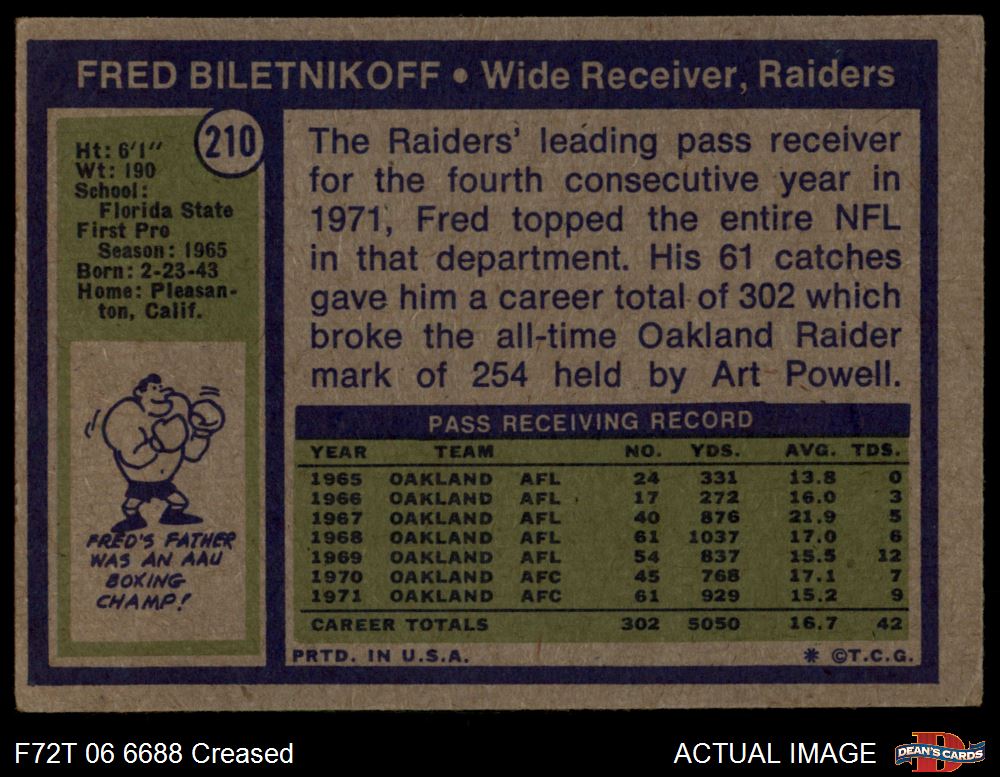 FRED BILETNIKOFF • Wide Receiver, Raiders
210
Ht: 6'1"
Wt: 190
School:
Florida State
First Pro
Season: 1965
Born: 2-23-43
Home: Pleasan-
ton, Calif.
FRED'S FATHER
WAS AN AAU
BOXING
CHAMP!
The Raiders' leading pass receiver
for the fourth consecutive year in
1971, Fred topped the entire NFL
in that department. His 61 catches
gave him a career total of 302 which
broke the all-time Oakland Raider
mark of 254 held by Art Powell.
PASS RECEIVING RECORD
YEAR TEAM NO. YDS. AVG. TDS.
1965 OAKLAND AFL 24 331 13.8 0
1966 OAKLAND AFL 17 272 16.0 3
1967 OAKLAND AFL 40 876 21.9 5
1968 OAKLAND AFL 61 1037 17.0 6
1969 OAKLAND AFL 54 837 15.5 12
1970 OAKLAND AFC 45 768 17.1 7
1971 OAKLAND AFC 61 929 15.2 9
CAREER TOTALS 302 5050 16.7 42
PRTD. IN U.S.A. * ©T.C.G.
F72T 06 6688 Creased
ACTUAL IMAGE
D
DEAN'S CARDS